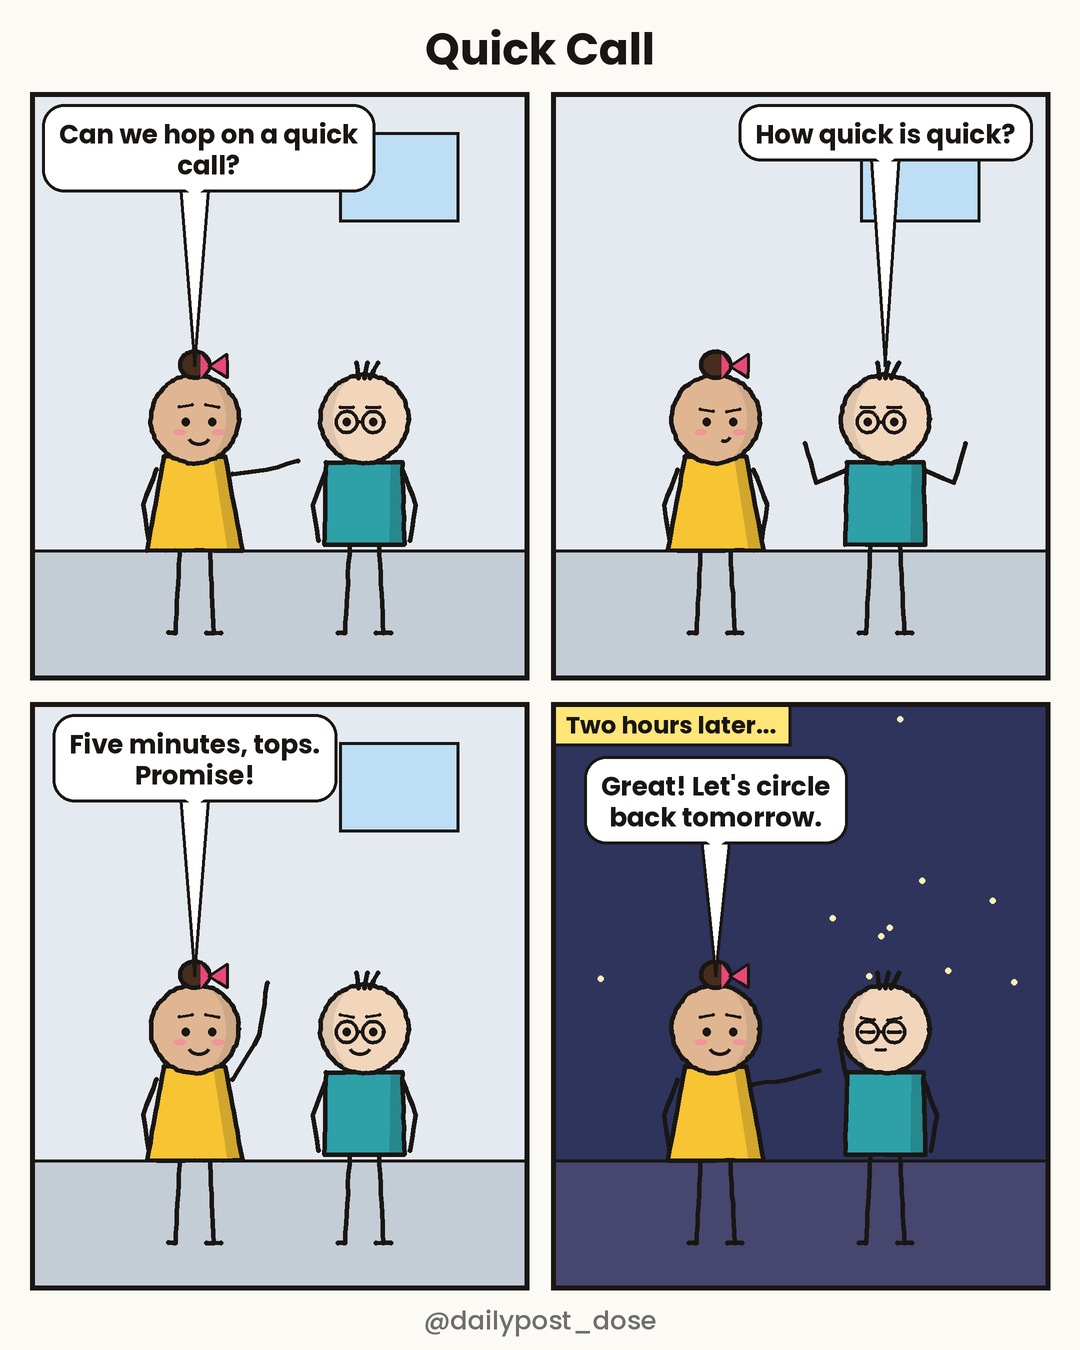 Quick Call
Can we hop on a quick
call?
How quick is quick?
Five minutes, tops.
Promise!
Two hours later...
Great! Let's circle
back tomorrow.
@dailypost_dose